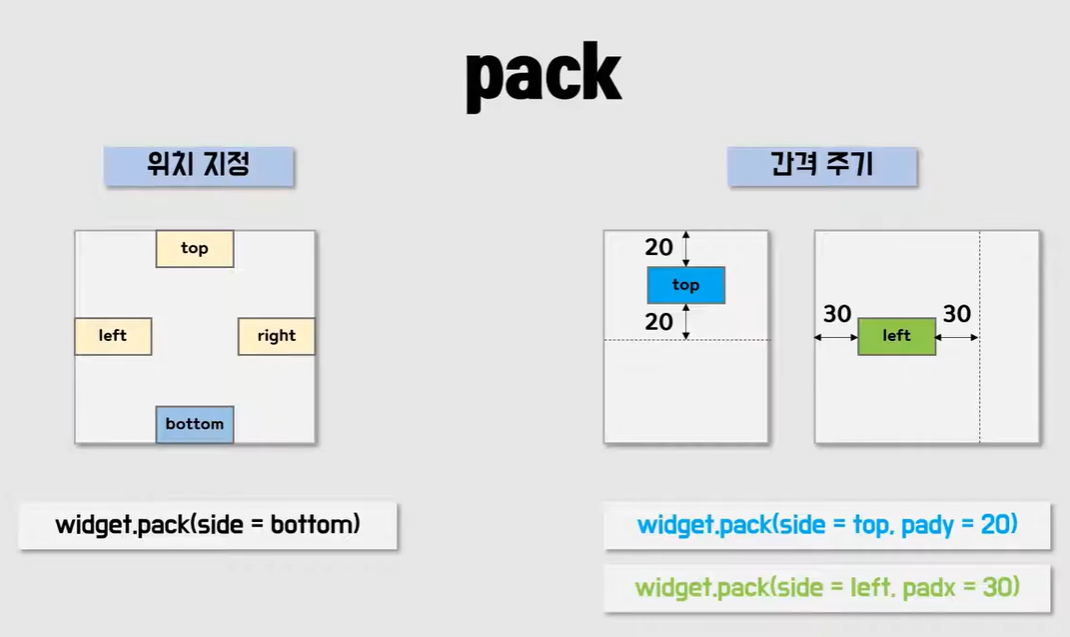 pack
위치 지정
top
left
right
bottom
widget.pack(side = bottom)
간격 주기
20
top
20
30
left
30
widget.pack(side = top, pady = 20)
widget.pack(side = left, padx = 30)